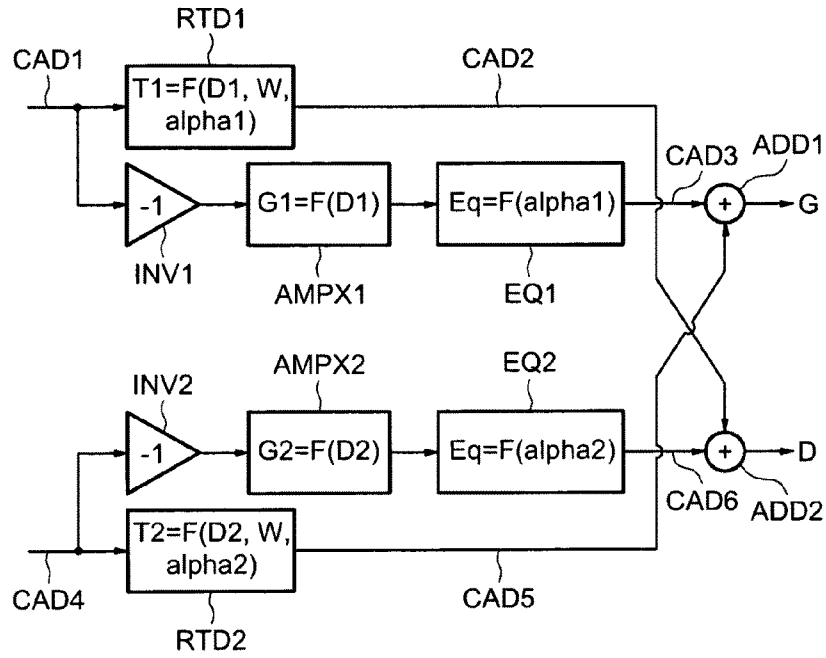 RTD1
CAD1
T1=F(D1, W,
alpha1)
CAD2
CAD3
ADD1
-1
G1=F(D1)
Eq=F(alpha1)
+
G
INV1
AMPX1
EQ1
INV2
AMPX2
EQ2
-1
G2=F(D2)
Eq=F(alpha2)
+
D
CAD6
ADD2
T2=F(D2, W,
alpha2)
CAD4
CAD5
RTD2